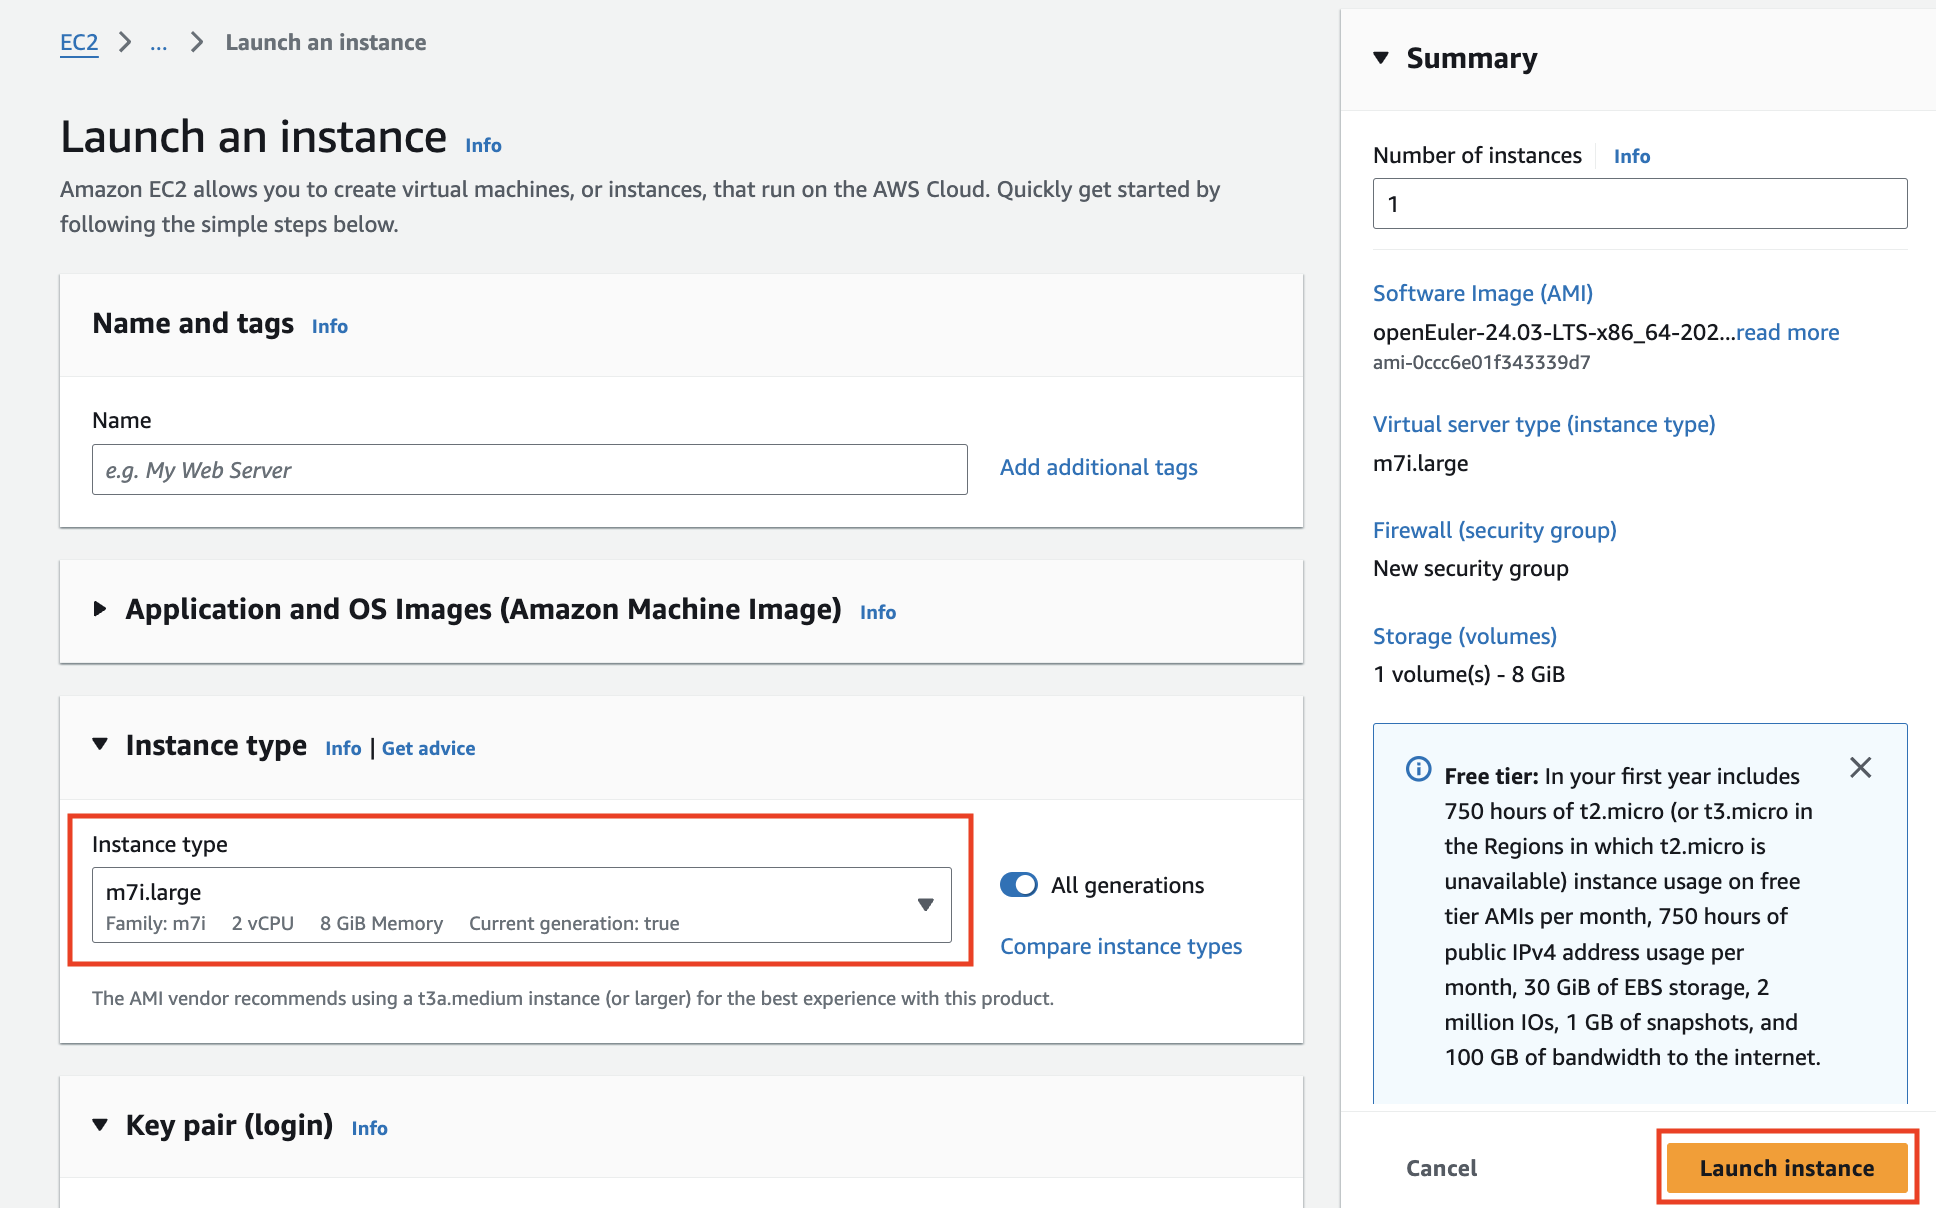 EC2 > ... > Launch an instance
Launch an instance Info
Amazon EC2 allows you to create virtual machines, or instances, that run on the AWS Cloud. Quickly get started by
following the simple steps below.
Name and tags Info
Name
e.g. My Web Server
Add additional tags
Application and OS Images (Amazon Machine Image) Info
Instance type Info | Get advice
Instance type
m7i.large
Family: m7i 2 vCPU 8 GiB Memory Current generation: true
All generations
Compare instance types
The AMI vendor recommends using a t3a.medium instance (or larger) for the best experience with this product.
Key pair (login) Info
Summary
Number of instances Info
1
Software Image (AMI)
openEuler-24.03-LTS-x86_64-202...read more
ami-0ccc6e01f343339d7
Virtual server type (instance type)
m7i.large
Firewall (security group)
New security group
Storage (volumes)
1 volume(s) - 8 GiB
Free tier: In your first year includes
750 hours of t2.micro (or t3.micro in
the Regions in which t2.micro is
unavailable) instance usage on free
tier AMIs per month, 750 hours of
public IPv4 address usage per
month, 30 GiB of EBS storage, 2
million IOs, 1 GB of snapshots, and
100 GB of bandwidth to the internet.
Cancel
Launch instance